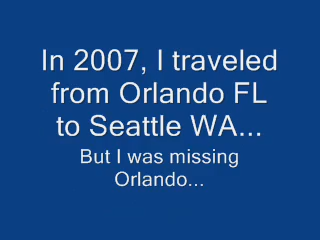 In 2007, I traveled
from Orlando FL
to Seattle WA...
But I was missing
Orlando...